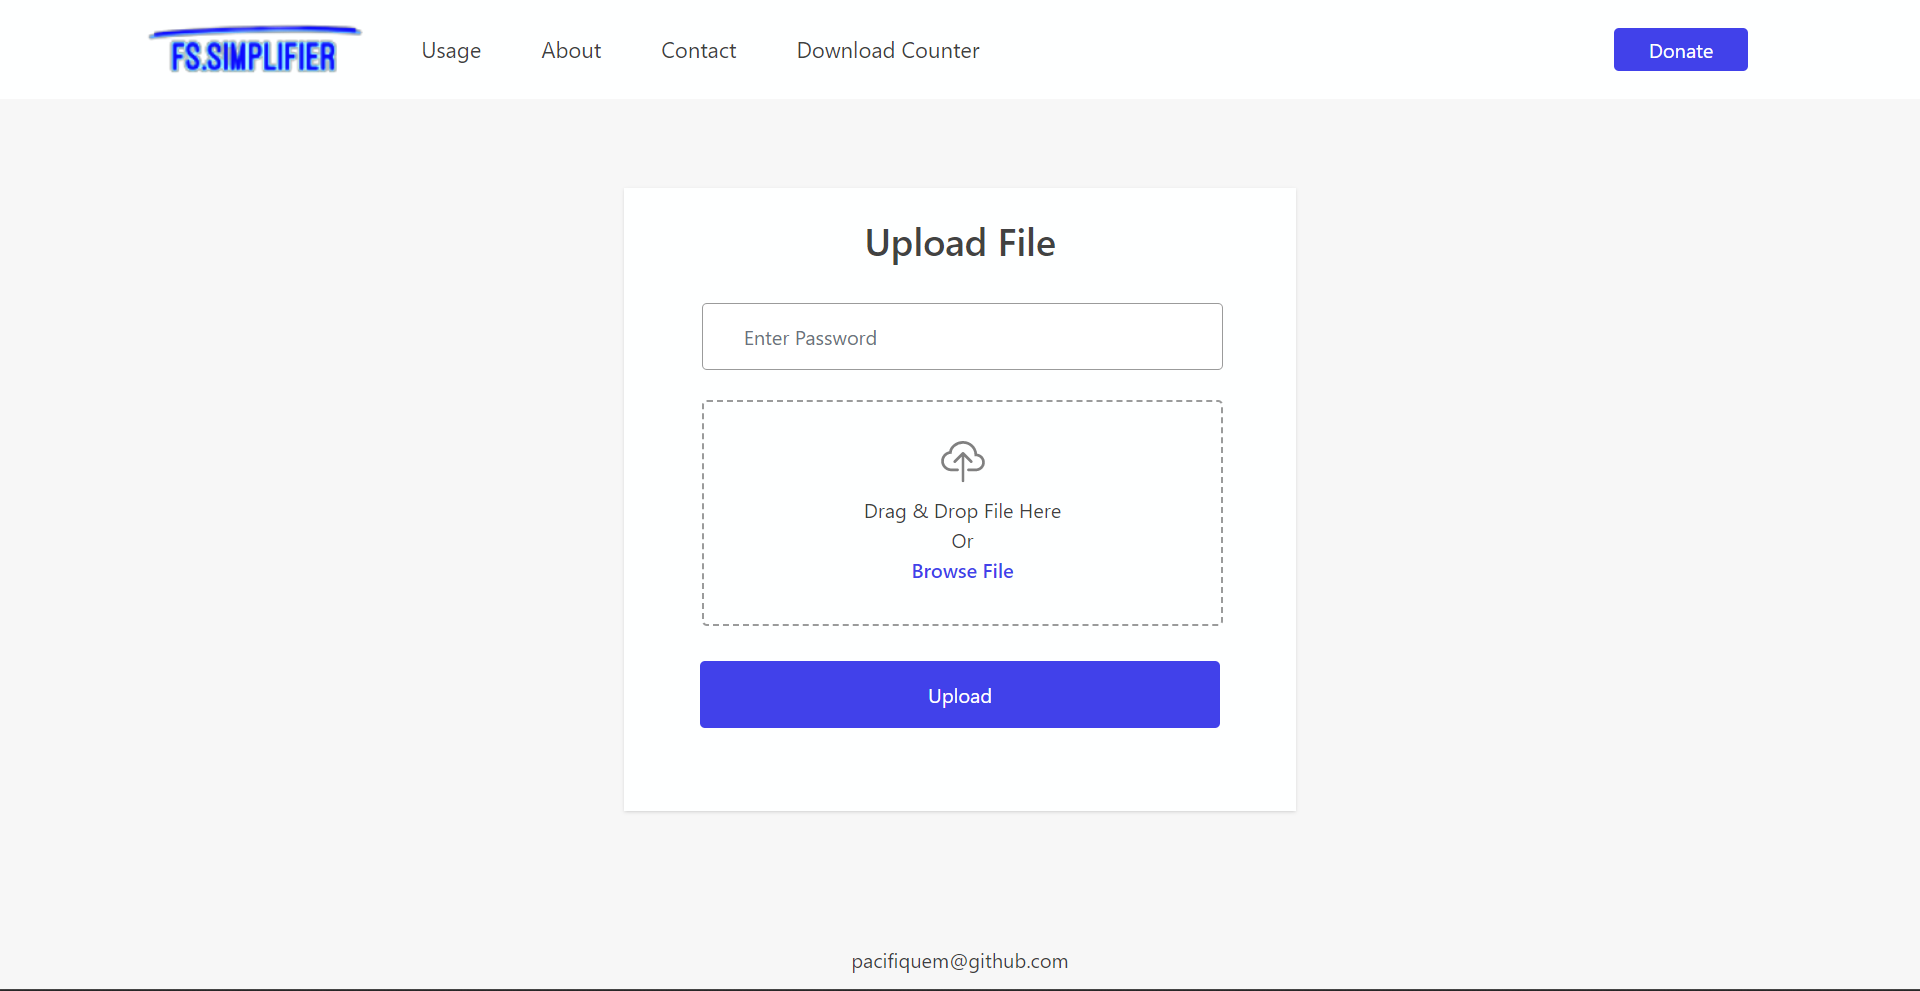 FS.SIMPLIFIER
Usage
About
Contact
Download Counter
Donate
Upload File
Enter Password
Drag & Drop File Here
Or
Browse File
Upload
pacifiquem@github.com